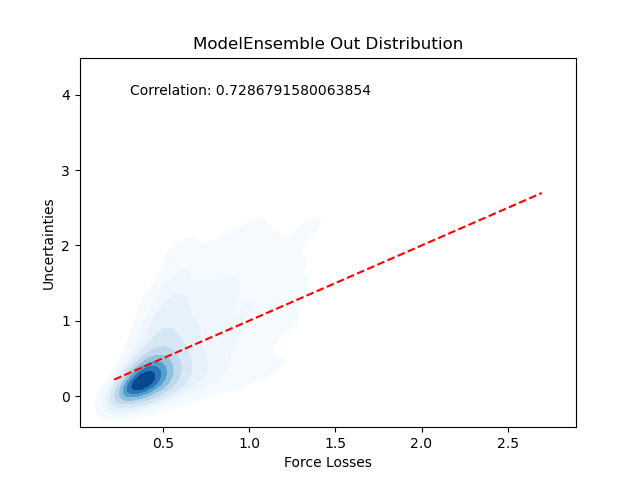 ModelEnsemble Out Distribution
Correlation: 0.7286791580063854
Uncertainties
4
3
2
1
0
0.5 1.0 1.5 2.0 2.5
Force Losses